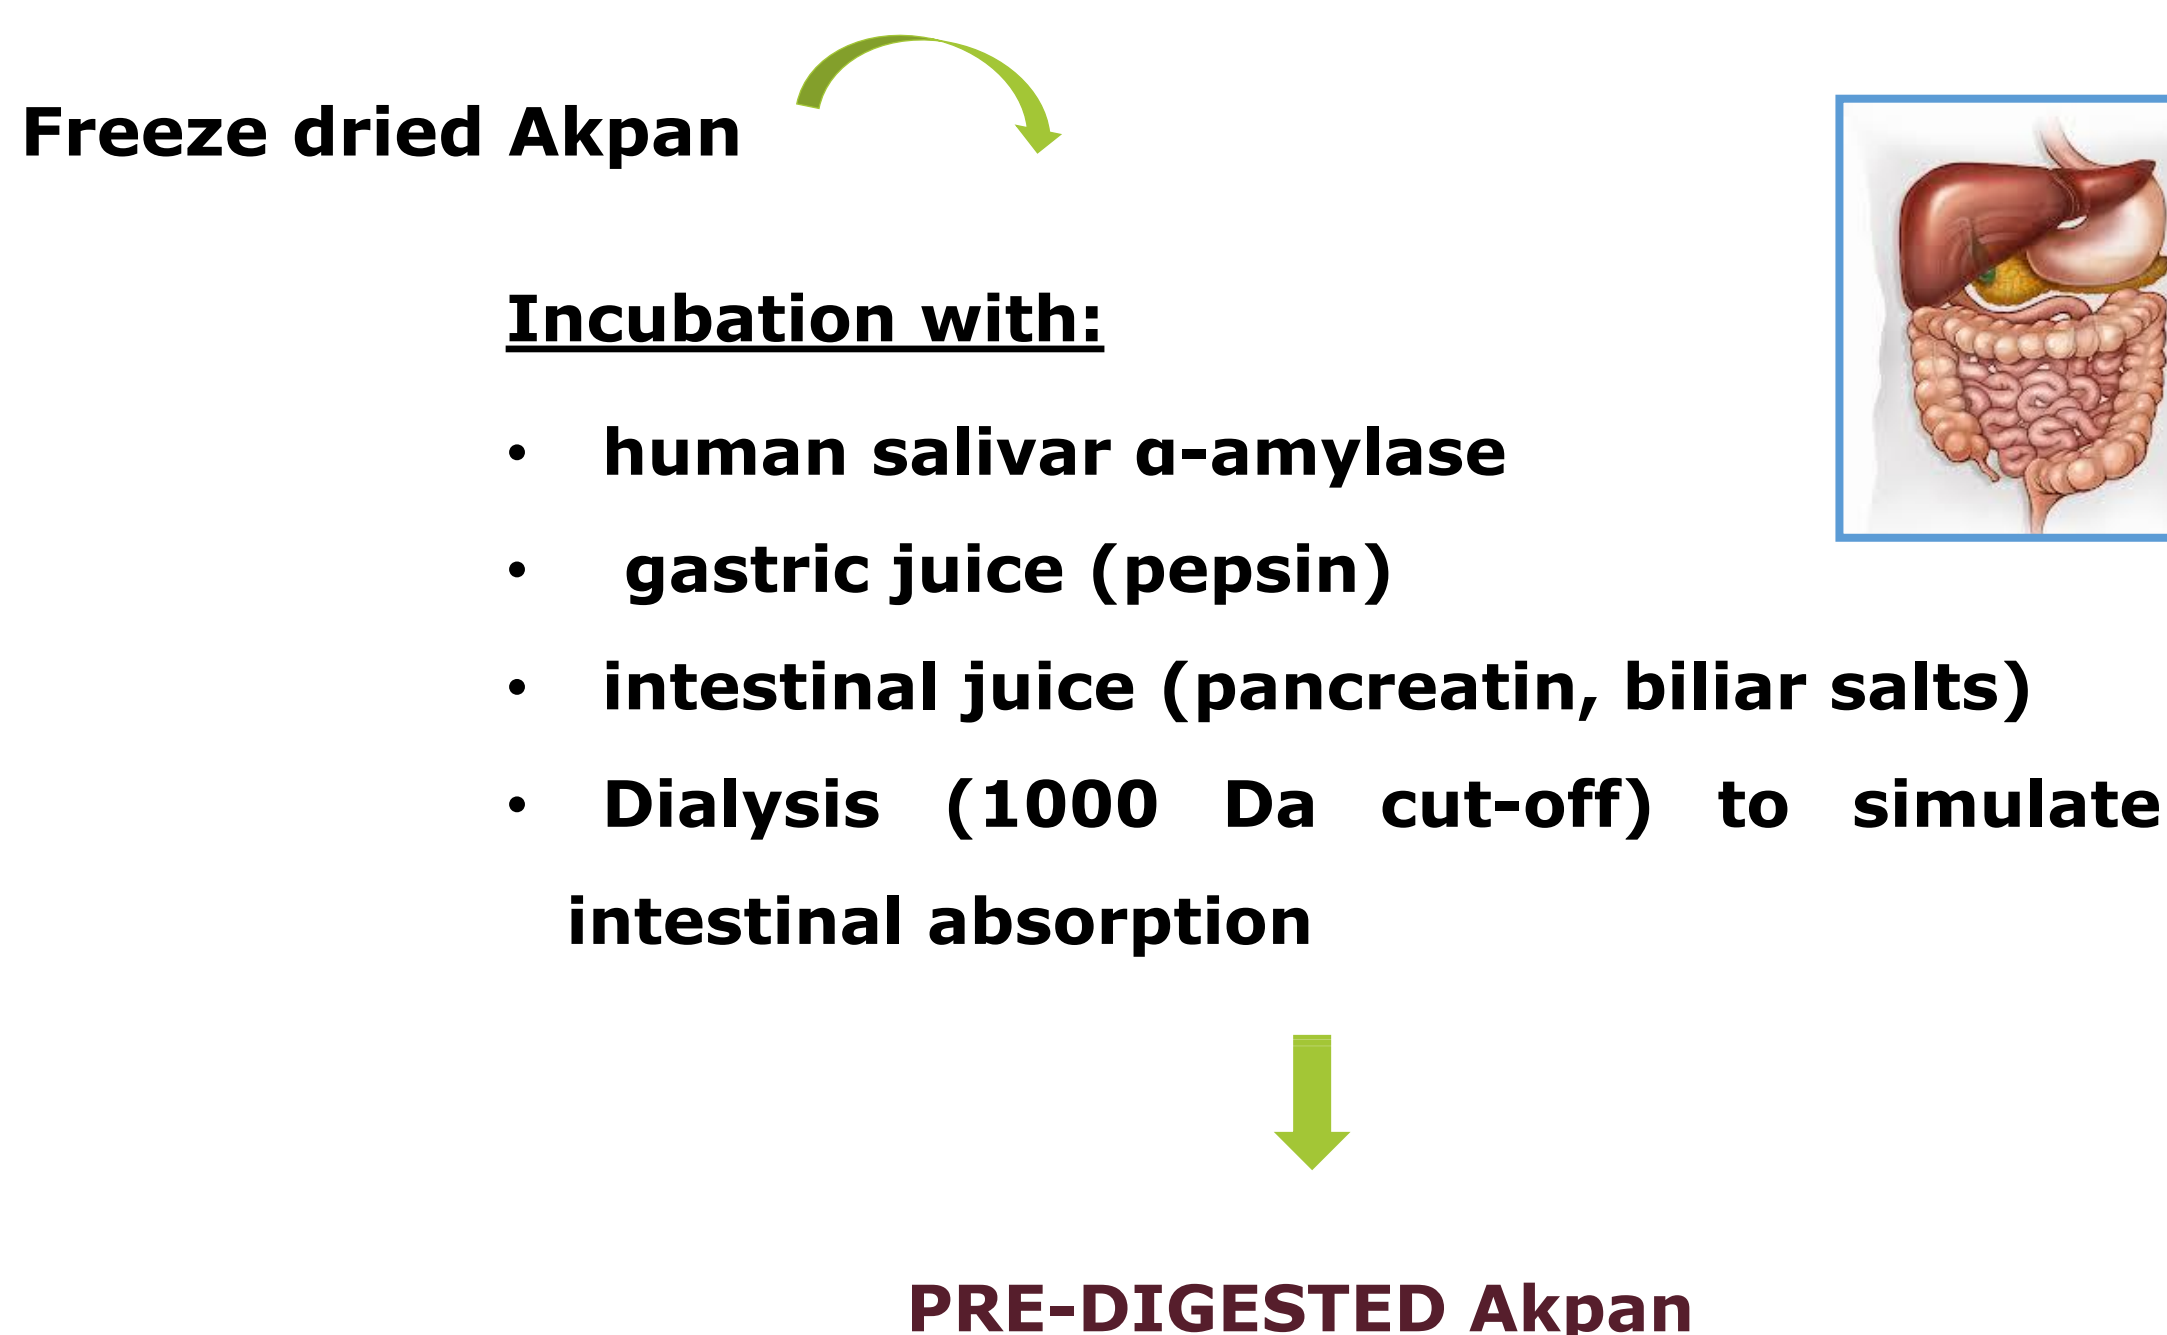 Freeze dried Akpan
Incubation with:
• human salivar α-amylase
• gastric juice (pepsin)
• intestinal juice (pancreatin, biliar salts)
• Dialysis (1000 Da cut-off) to simulate
intestinal absorption
PRE-DIGESTED Akpan